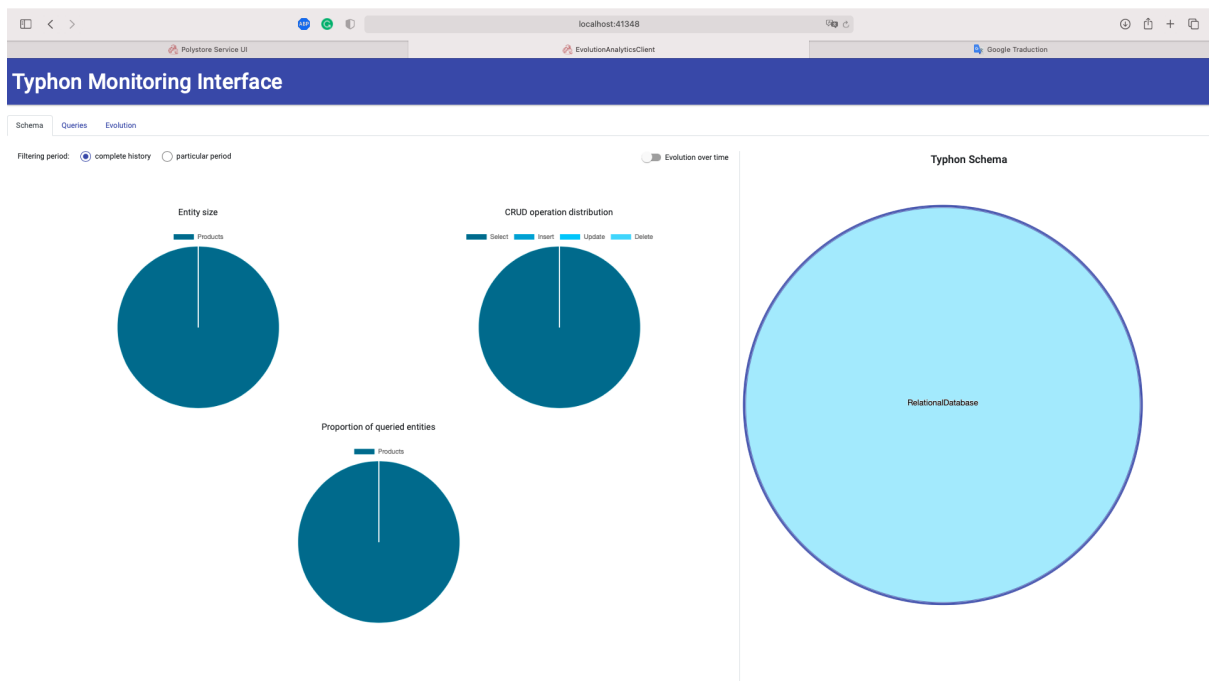 localhost:41348
Polystore Service UI
EvolutionAnalyticsClient
Google Traduction
Typhon Monitoring Interface
Schema Queries Evolution
Filtering period: complete history particular period
Evolution over time
Typhon Schema
Entity size
Products
CRUD operation distribution
Select Insert Update Delete
Proportion of queried entities
Products
RelationalDatabase
ABP